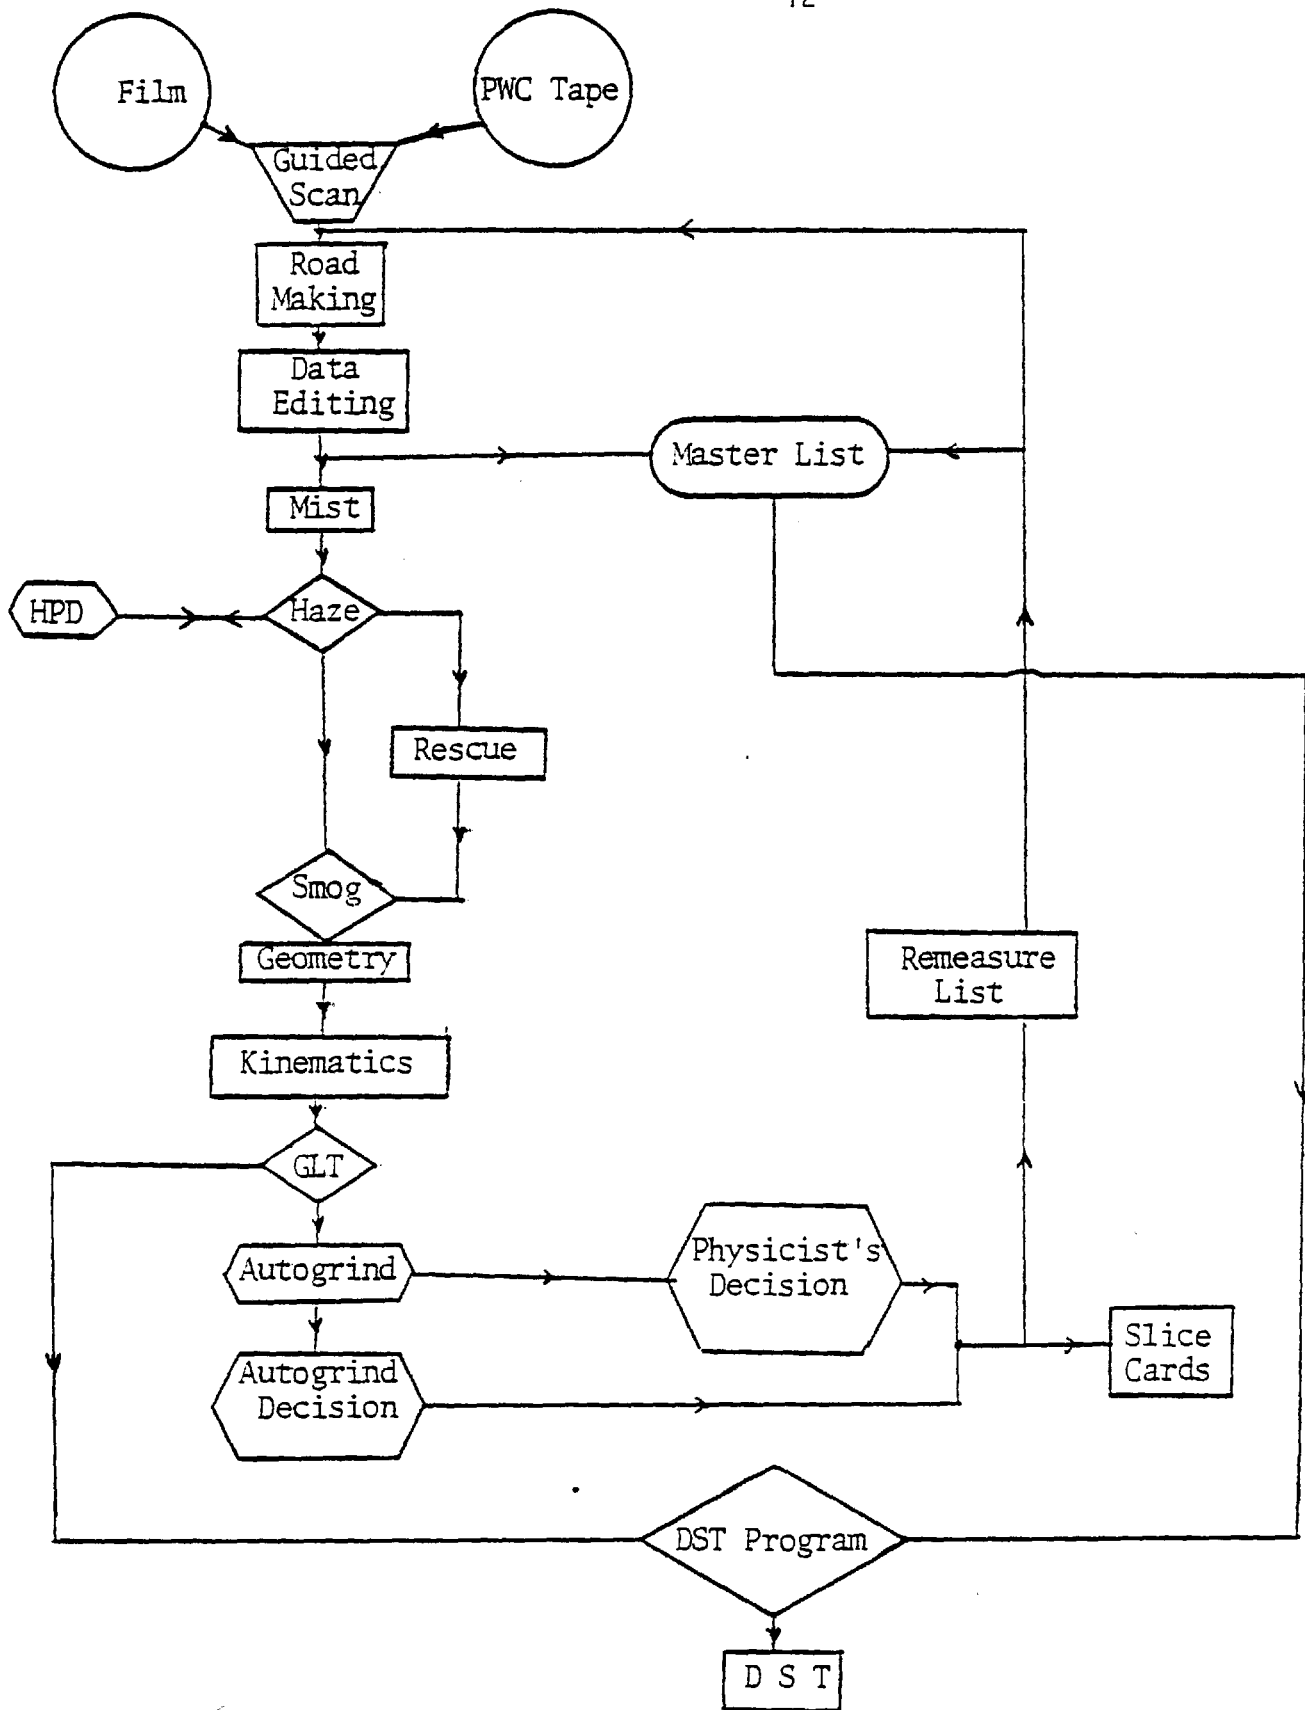 Film
PWC Tape
Guided
Scan
Road
Making
Data
Editing
Master List
Mist
HPD
Haze
Rescue
Smog
Geometry
Remeasure
List
Kinematics
GLT
Physicist's
Decision
Autogrind
Slice
Cards
Autogrind
Decision
DST Program
D S T